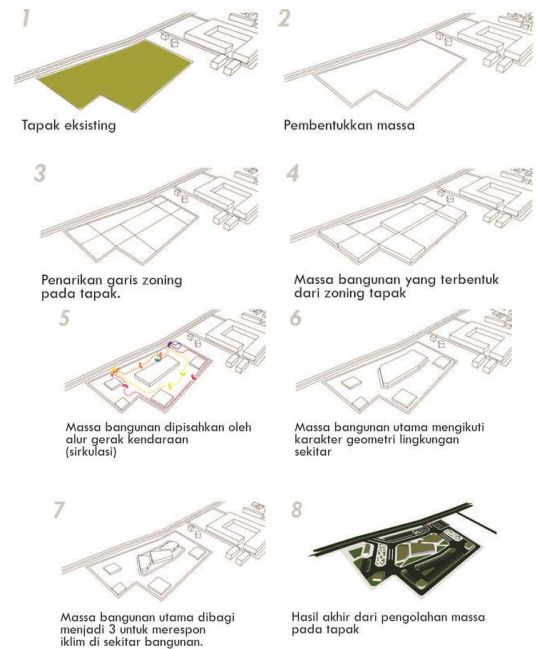 1
Tapak eksisting
2
Pembentukkan massa
3
Penarikan garis zoning
pada tapak.
4
Massa bangunan yang terbentuk
dari zoning tapak
5
Massa bangunan dipisahkan oleh
alur gerak kendaraan
(sirkulasi)
6
Massa bangunan utama mengikuti
karakter geometri lingkungan
sekitar
7
Massa bangunan utama dibagi
menjadi 3 untuk merespon
iklim di sekitar bangunan.
8
Hasil akhir dari pengolahan massa
pada tapak